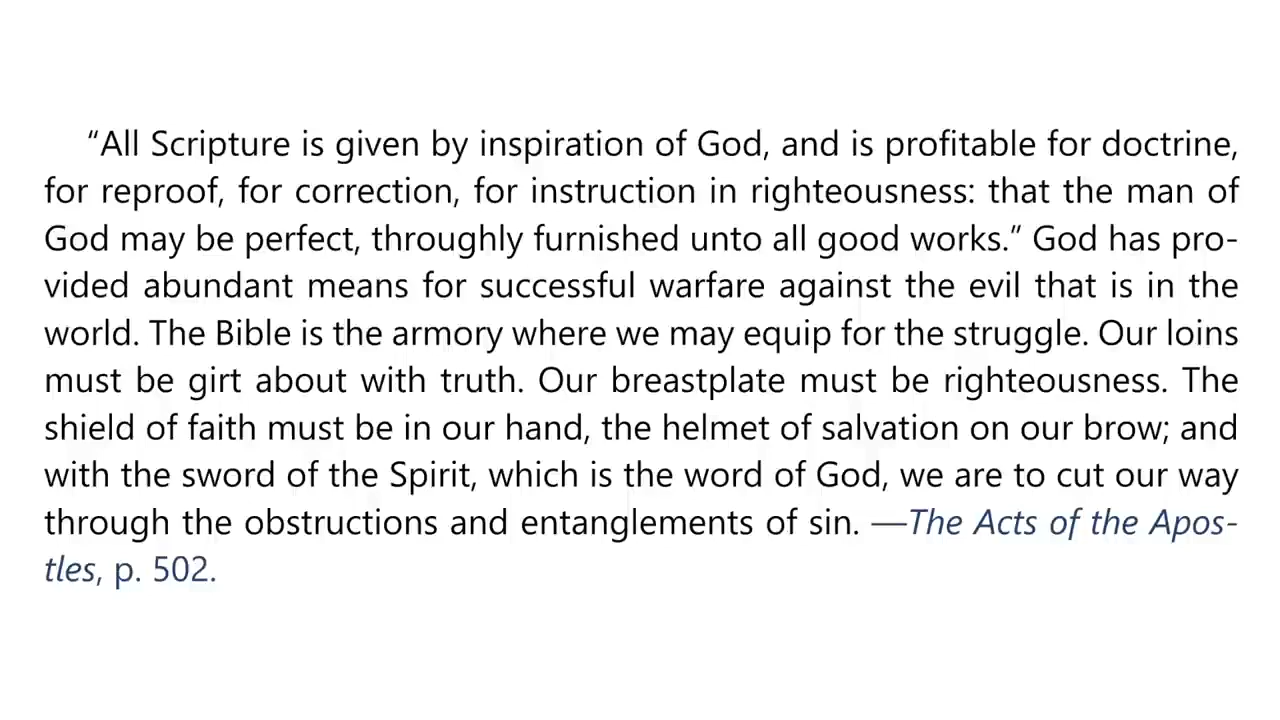 “All Scripture is given by inspiration of God, and is profitable for doctrine,
for reproof, for correction, for instruction in righteousness: that the man of
God may be perfect, throughly furnished unto all good works.” God has pro-
vided abundant means for successful warfare against the evil that is in the
world. The Bible is the armory where we may equip for the struggle. Our loins
must be girt about with truth. Our breastplate must be righteousness. The
shield of faith must be in our hand, the helmet of salvation on our brow; and
with the sword of the Spirit, which is the word of God, we are to cut our way
through the obstructions and entanglements of sin. —The Acts of the Apos-
tles, p. 502.